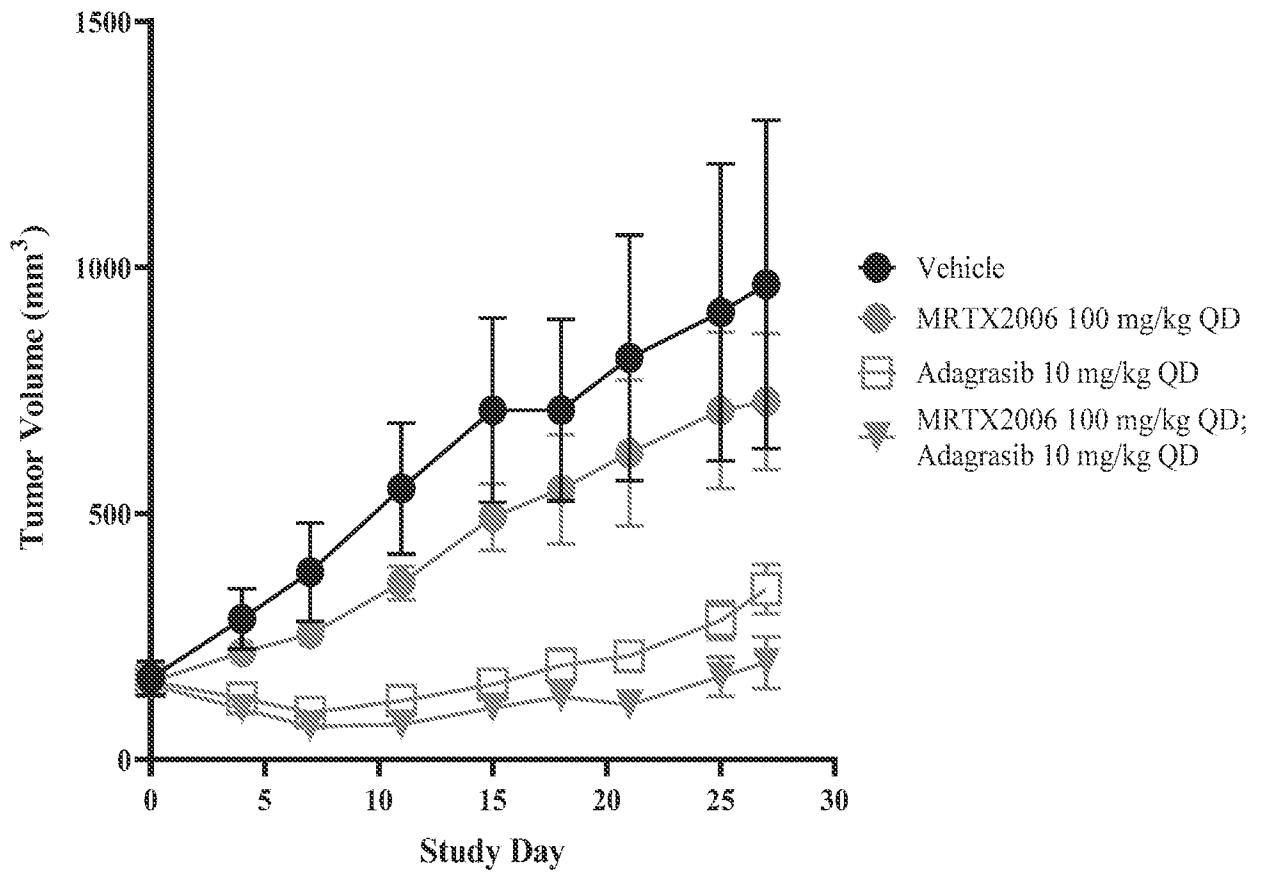 1500
1000
500
0
Tumor Volume (mm³)
0 5 10 15 20 25 30
Study Day
Vehicle
MRTX2006 100 mg/kg QD
Adagrasib 10 mg/kg QD
MRTX2006 100 mg/kg QD;
Adagrasib 10 mg/kg QD